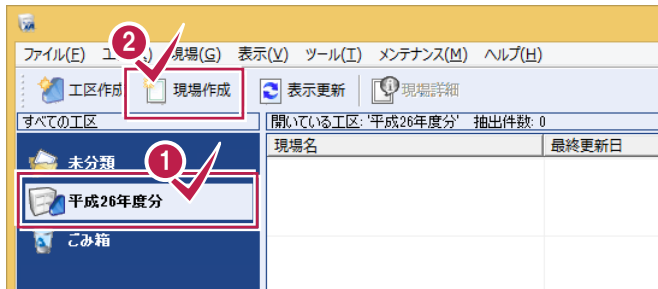 2
ファイル(F) 現場(G) 表示(V) ツール(T) メンテナンス(M) ヘルプ(H)
工区作成 現場作成 表示更新 現場詳細
すべての工区 開いている工区: '平成26年度分' 抽出件数: 0
現場名 最終更新日
未分類
1
平成26年度分
ごみ箱